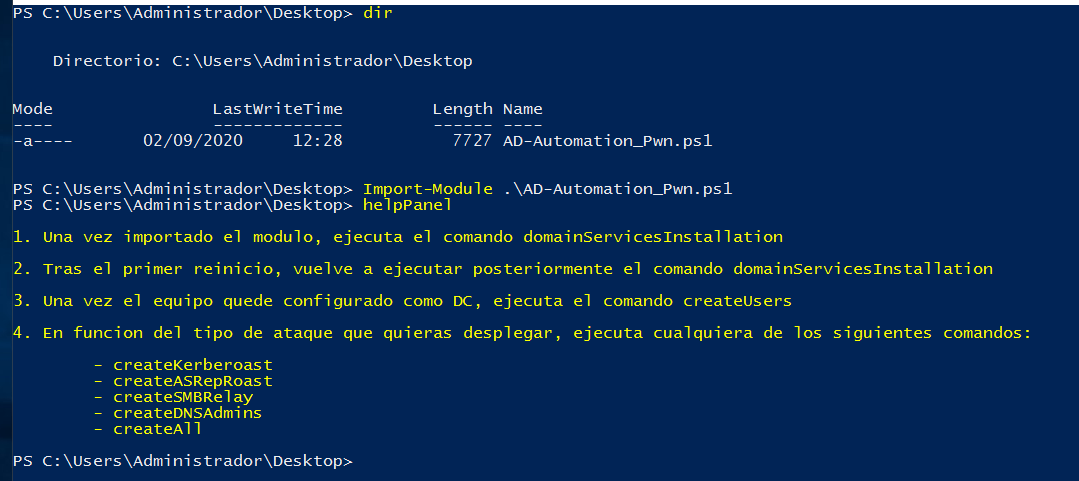 PS C:\Users\Administrador\Desktop> dir
Directorio: C:\Users\Administrador\Desktop
Mode LastWriteTime Length Name
---- ------------- ------ ----
-a---- 02/09/2020 12:28 7727 AD-Automation_Pwn.ps1
PS C:\Users\Administrador\Desktop> Import-Module .\AD-Automation_Pwn.ps1
PS C:\Users\Administrador\Desktop> helpPanel
1. Una vez importado el modulo, ejecuta el comando domainServicesInstallation
2. Tras el primer reinicio, vuelve a ejecutar posteriormente el comando domainServicesInstallation
3. Una vez el equipo quede configurado como DC, ejecuta el comando createUsers
4. En funcion del tipo de ataque que quieras desplegar, ejecuta cualquiera de los siguientes comandos:
- createKerberoast
- createASRepRoast
- createSMBRelay
- createDNSAdmins
- createAll
PS C:\Users\Administrador\Desktop>